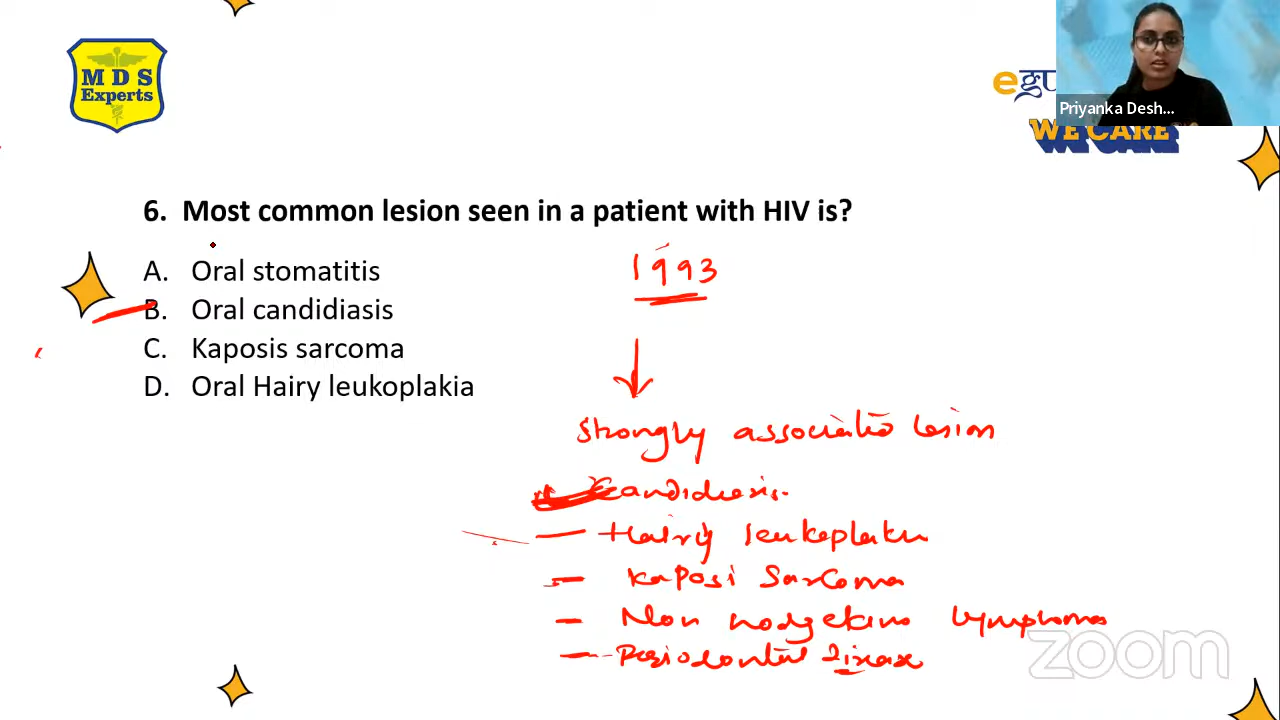 MDS
Experts
eगु
Priyanka Desh...
WE CARE
6. Most common lesion seen in a patient with HIV is?
A. Oral stomatitis
B. Oral candidiasis
C. Kaposis sarcoma
D. Oral Hairy leukoplakia
1993
Strongly associated lesion
Candidiasis.
- Hairy leukoplakia
- Kaposi Sarcoma
- Non hodgekins lymphoma
- Periodontal Disease
zoom